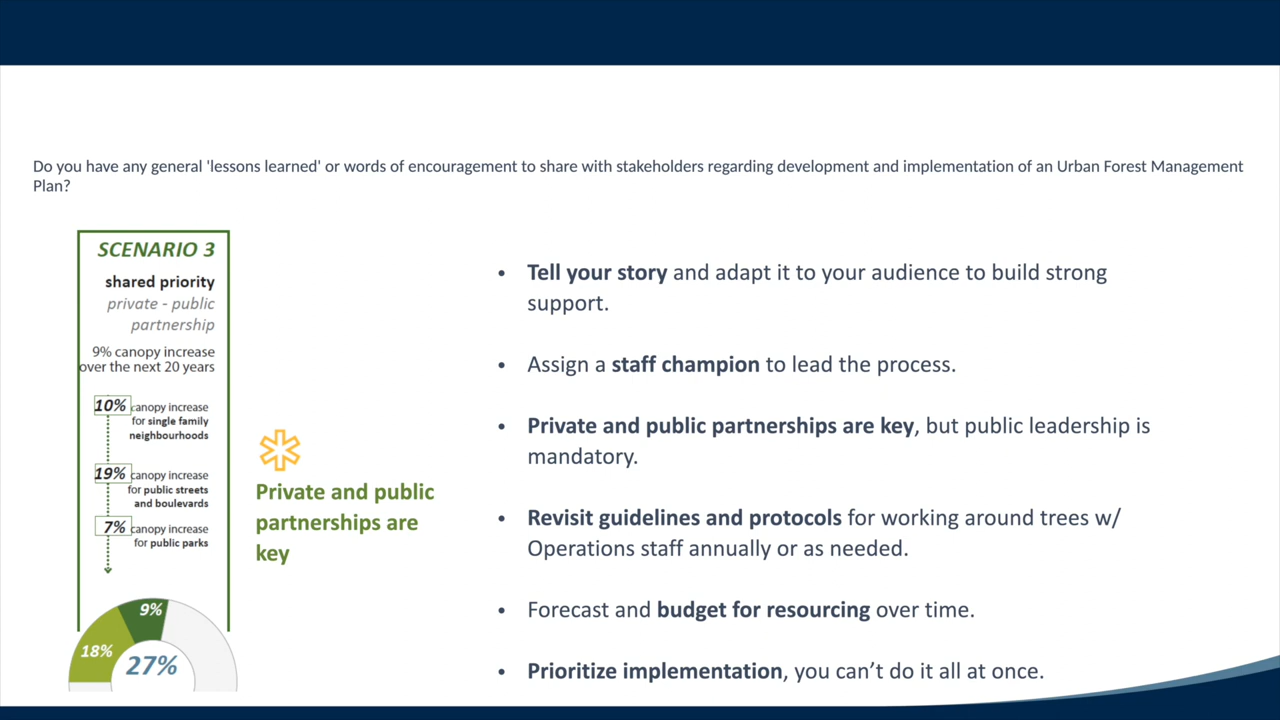 Do you have any general 'lessons learned' or words of encouragement to share with stakeholders regarding development and implementation of an Urban Forest Management
Plan?
SCENARIO 3
shared priority
private - public
partnership
9% canopy increase
over the next 20 years
10% canopy increase
for single family
neighbourhoods
19% canopy increase
for public streets
and boulevards
7% canopy increase
for public parks
9%
18%
27%
Private and public
partnerships are
key
• Tell your story and adapt it to your audience to build strong
support.
• Assign a staff champion to lead the process.
• Private and public partnerships are key, but public leadership is
mandatory.
• Revisit guidelines and protocols for working around trees w/
Operations staff annually or as needed.
• Forecast and budget for resourcing over time.
• Prioritize implementation, you can’t do it all at once.